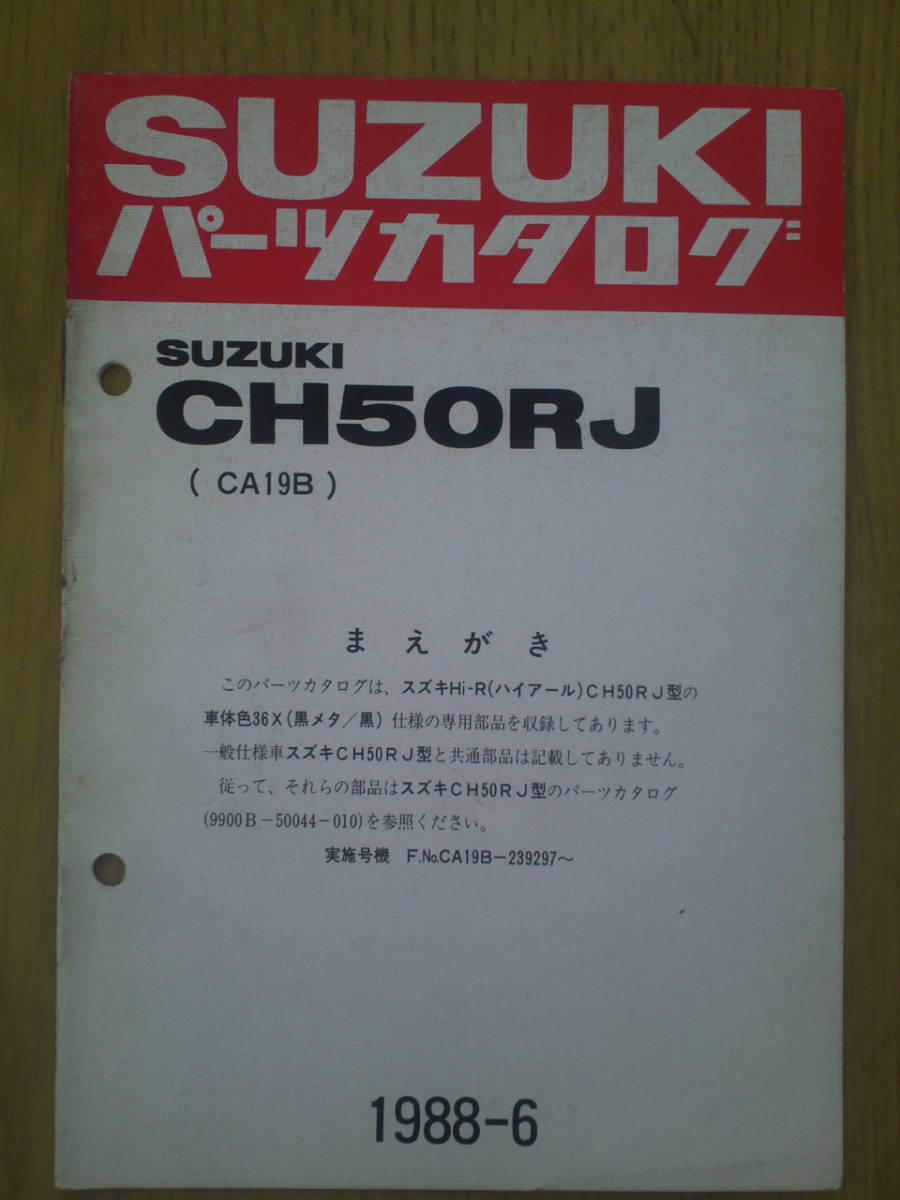 SUZUKI
パーツカタログ
SUZUKI
CH50RJ
( CA19B )
まえがき
このパーツカタログは、スズキHi-R(ハイアール)CH50RJ型の
車体色36X(黒メタ／黒)仕様の専用部品を収録してあります。
一般仕様車スズキCH50RJ型と共通部品は記載してありません。
従って、それらの部品はスズキCH50RJ型のパーツカタログ
(9900B-50044-010)を参照ください。
実施号機 F.No.CA19B-239297～
1988-6